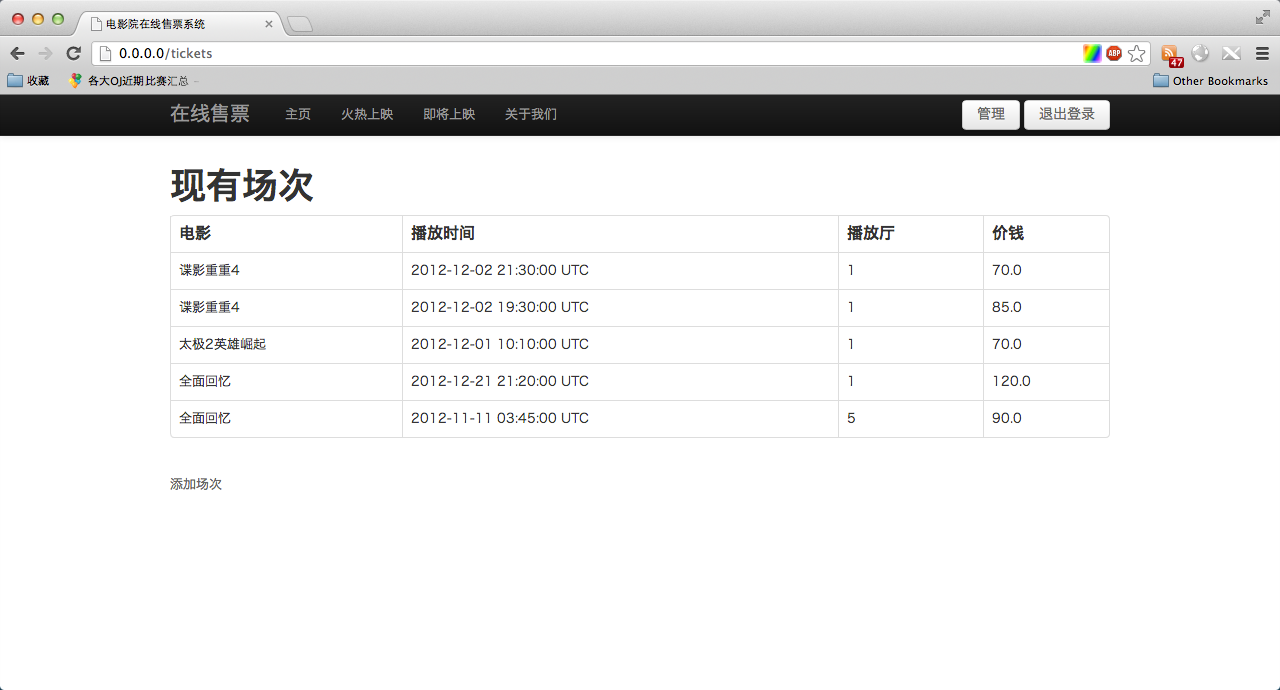 电影院在线售票系统
0.0.0.0/tickets
ABP
47
收藏
各大OJ近期比赛汇总 -
Other Bookmarks
在线售票 主页 火热上映 即将上映 关于我们 管理 退出登录
现有场次
电影 播放时间 播放厅 价钱
谍影重重4 2012-12-02 21:30:00 UTC 1 70.0
谍影重重4 2012-12-02 19:30:00 UTC 1 85.0
太极2英雄崛起 2012-12-01 10:10:00 UTC 1 70.0
全面回忆 2012-12-21 21:20:00 UTC 1 120.0
全面回忆 2012-11-11 03:45:00 UTC 5 90.0
添加场次